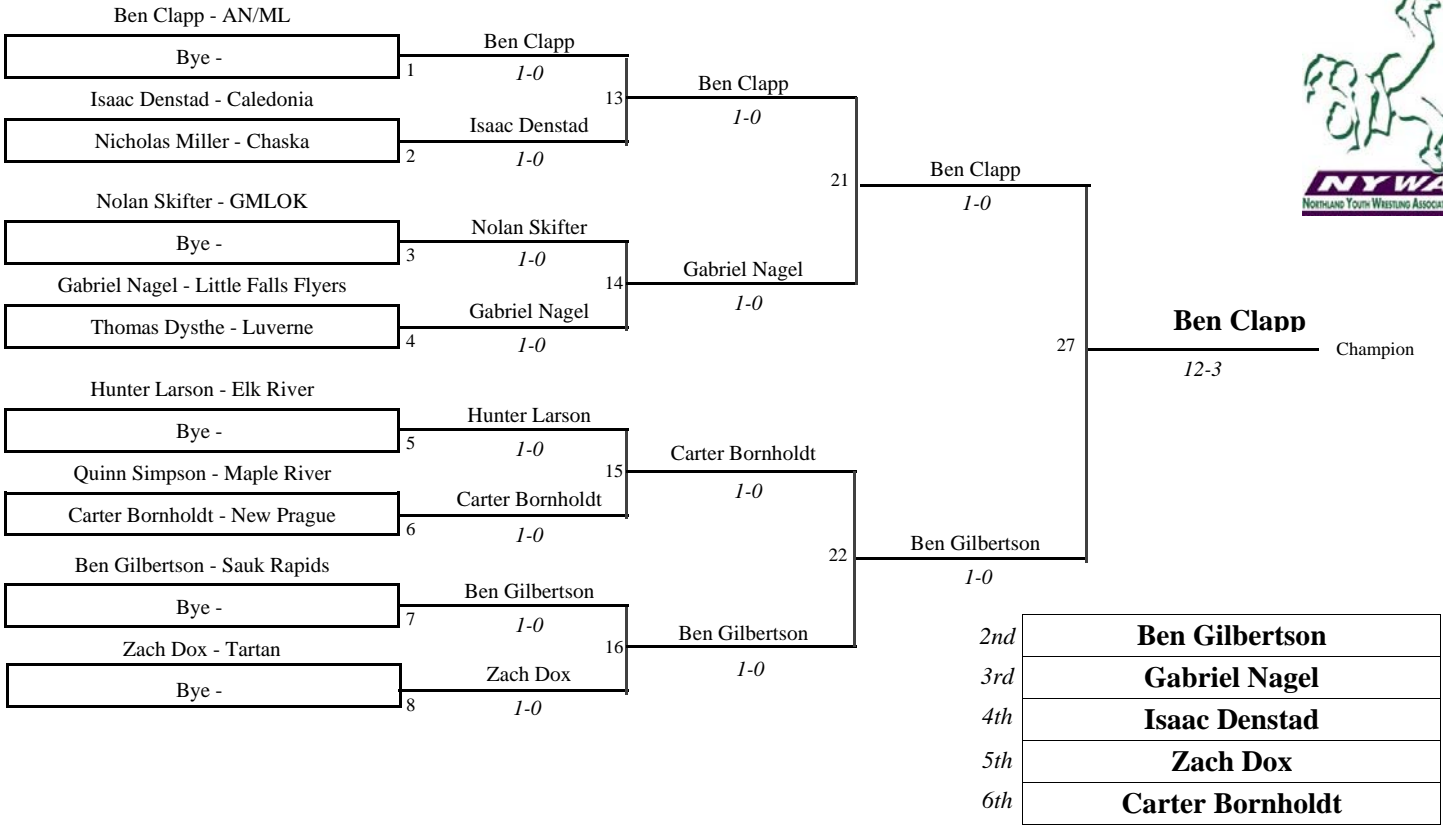 Ben Clapp - AN/ML
Bye -
1
Isaac Denstad - Caledonia
Nicholas Miller - Chaska
2
Nolan Skifter - GMLOK
Bye -
3
Gabriel Nagel - Little Falls Flyers
Thomas Dysthe - Luverne
4
Hunter Larson - Elk River
Bye -
5
Quinn Simpson - Maple River
Carter Bornholdt - New Prague
6
Ben Gilbertson - Sauk Rapids
Bye -
7
Zach Dox - Tartan
Bye -
8
Ben Clapp
1-0
13
Isaac Denstad
1-0
Nolan Skifter
1-0
14
Gabriel Nagel
1-0
Hunter Larson
1-0
15
Carter Bornholdt
1-0
Ben Gilbertson
1-0
16
Zach Dox
1-0
Ben Clapp
1-0
21
Gabriel Nagel
1-0
Carter Bornholdt
1-0
22
Ben Gilbertson
1-0
Ben Clapp
1-0
27
Ben Gilbertson
1-0
Ben Clapp
12-3
Champion
NYWA
NORTHLAND YOUTH WRESTLING
2nd Ben Gilbertson
3rd Gabriel Nagel
4th Isaac Denstad
5th Zach Dox
6th Carter Bornholdt